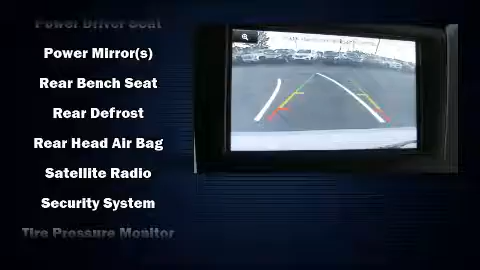 Power Driver Seat
Power Mirror(s)
Rear Bench Seat
Rear Defrost
Rear Head Air Bag
Satellite Radio
Security System
Tire Pressure Monitor